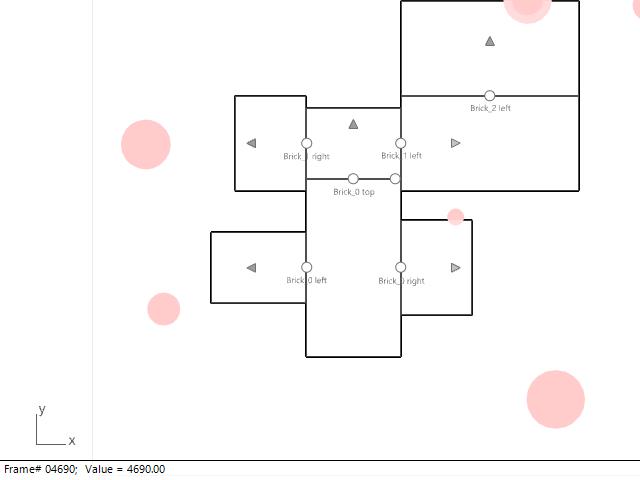 Brick_2 left
Brick_1 right
Brick_1 left
Brick_0 top
Brick_0 left
Brick_0 right
y
x
Frame# 04690; Value = 4690.00